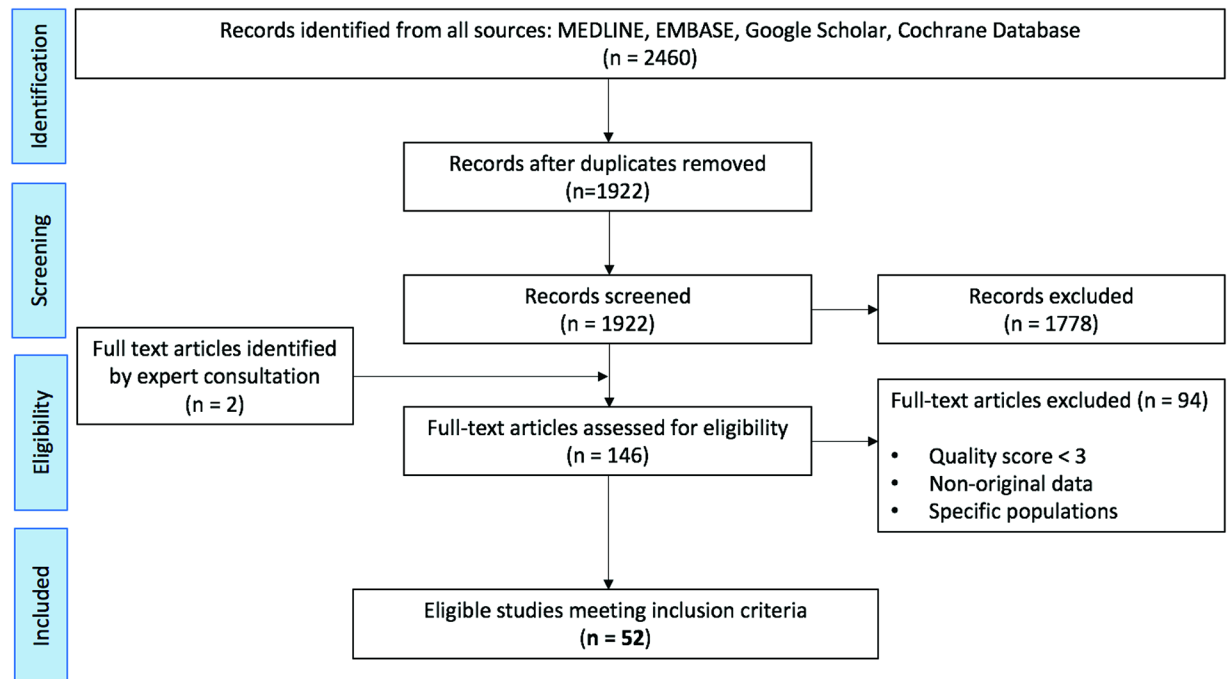 Identification
Records identified from all sources: MEDLINE, EMBASE, Google Scholar, Cochrane Database
(n = 2460)
Records after duplicates removed
(n=1922)
Screening
Records screened
(n = 1922)
Records excluded
(n = 1778)
Full text articles identified
by expert consultation
(n = 2)
Eligibility
Full-text articles assessed for eligibility
(n = 146)
Full-text articles excluded (n = 94)
• Quality score < 3
• Non-original data
• Specific populations
Included
Eligible studies meeting inclusion criteria
(n = 52)